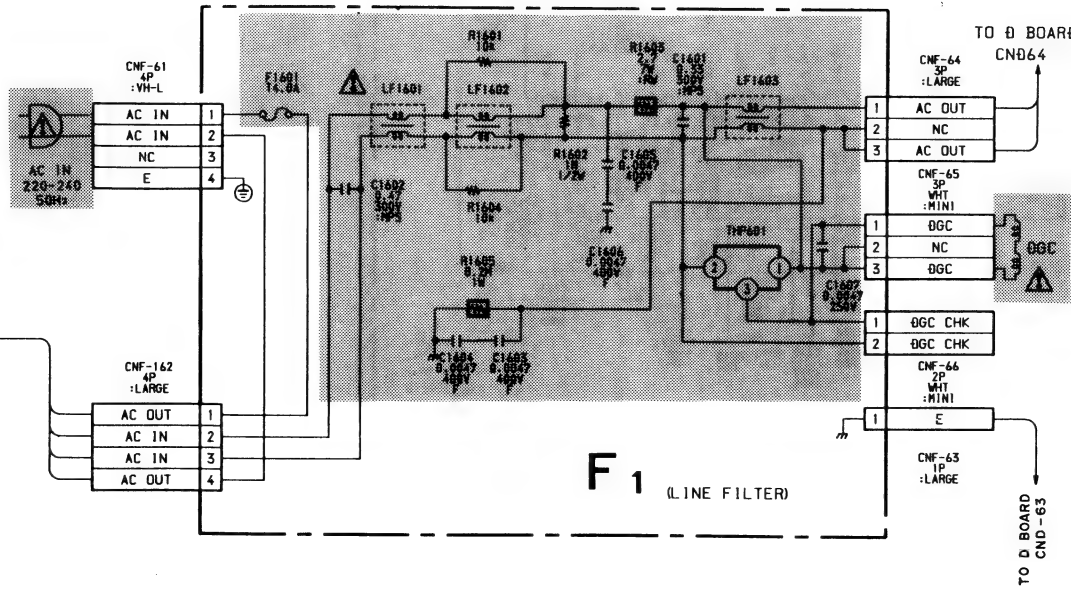 TO D BOARD
CND64
CNF-61
4P
:VH-L
AC IN 1
AC IN 2
NC 3
E 4
AC IN
220-240
50Hz
F1601
T4.0A
LF1601
LF1602
LF1603
R1601
10k
R1603
2.7
7W
:RW
C1601
500V
:MPS
R1602
1M
1/2W
C1605
0.0047
400V
F
C1602
0.47
300V
:MPS
R1604
10k
C1606
0.0047
400V
F
R1605
8.2M
1W
C1604
0.0047
400V
F
C1603
0.0047
400V
F
THP601
2
1
3
C1607
0.0047
250V
CNF-64
3P
:LARGE
1 AC OUT
2 NC
3 AC OUT
CNF-65
3P
WHT
:MINI
1 DGC
2 NC
3 DGC
DGC
1 DGC CHK
2 DGC CHK
CNF-66
2P
WHT
:MINI
1 E
CNF-63
1P
:LARGE
TO D BOARD
CND-63
CNF-162
4P
:LARGE
AC OUT 1
AC IN 2
AC IN 3
AC OUT 4
F 1 (LINE FILTER)